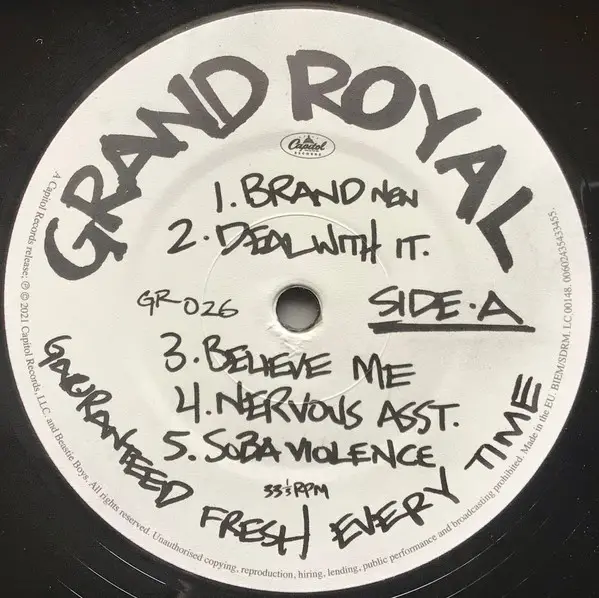 GRAND ROYAL
Capitol
RECORDS
1. BRAND NEW
2. DEAL WITH IT.
GR-026
SIDE·A
3. BELIEVE ME
4. NERVOUS ASST.
5. SOBA VIOLENCE
33⅓ RPM
GAURANTEED FRESH EVERY TIME
A Capitol Records release; ℗ © 2021 Capitol Records, LLC. and Beastie Boys. All rights reserved. Unauthorised copying, reproduction, hiring, lending, public performance and broadcasting prohibited. Made in the EU. BIEM/SDRM. LC 00148. 00602435433455.